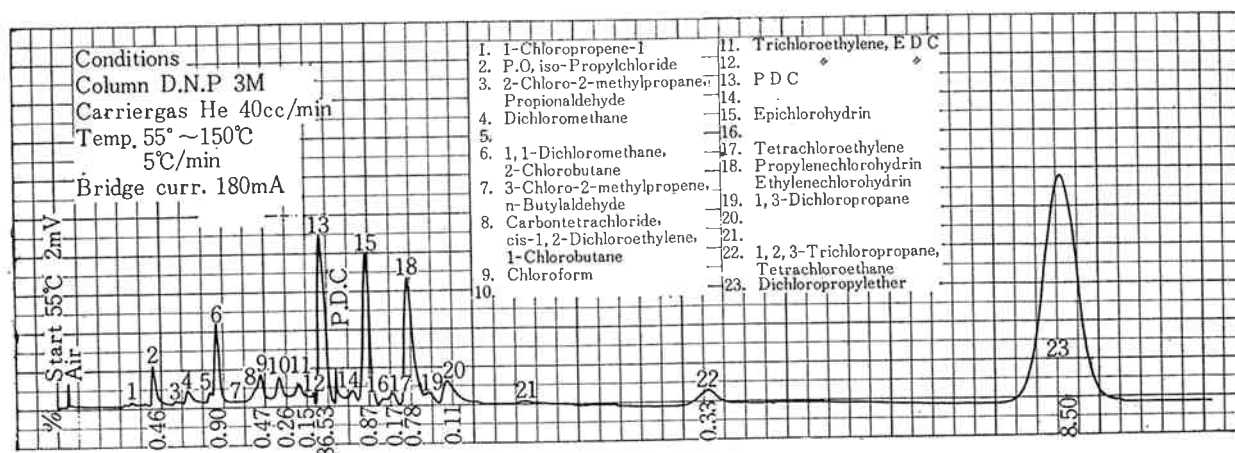 Conditions
Column D.N.P 3M
Carriergas He 40cc/min
Temp. 55° ~150℃
5℃/min
Bridge curr. 180mA
1. 1-Chloropropene-1
2. P.O, iso-Propylchloride
3. 2-Chloro-2-methylpropane,
Propionaldehyde
4. Dichloromethane
5.
6. 1,1-Dichloromethane,
2-Chlorobutane
7. 3-Chloro-2-methylpropene,
n-Butylaldehyde
8. Carbontetrachloride,
cis-1,2-Dichloroethylene,
1-Chlorobutane
9. Chloroform
10.
11. Trichloroethylene, E D C
12. 〃 〃
13. P D C
14.
15. Epichlorohydrin
16.
17. Tetrachloroethylene
18. Propylenechlorohydrin
Ethylenechlorohydrin
19. 1,3-Dichloropropane
20.
21.
22. 1,2,3-Trichloropropane,
Tetrachloroethane
23. Dichloropropylether
Start 55℃ 2mV
Air
1
2
3
4
5
6
7
8
9
10
11
12
13
P.D.C.
14
15
16
17
18
19
20
21
22
23
%
0.46
0.90
0.47
0.26
0.15
86.53
0.87
0.17
0.78
0.11
0.33
8.50